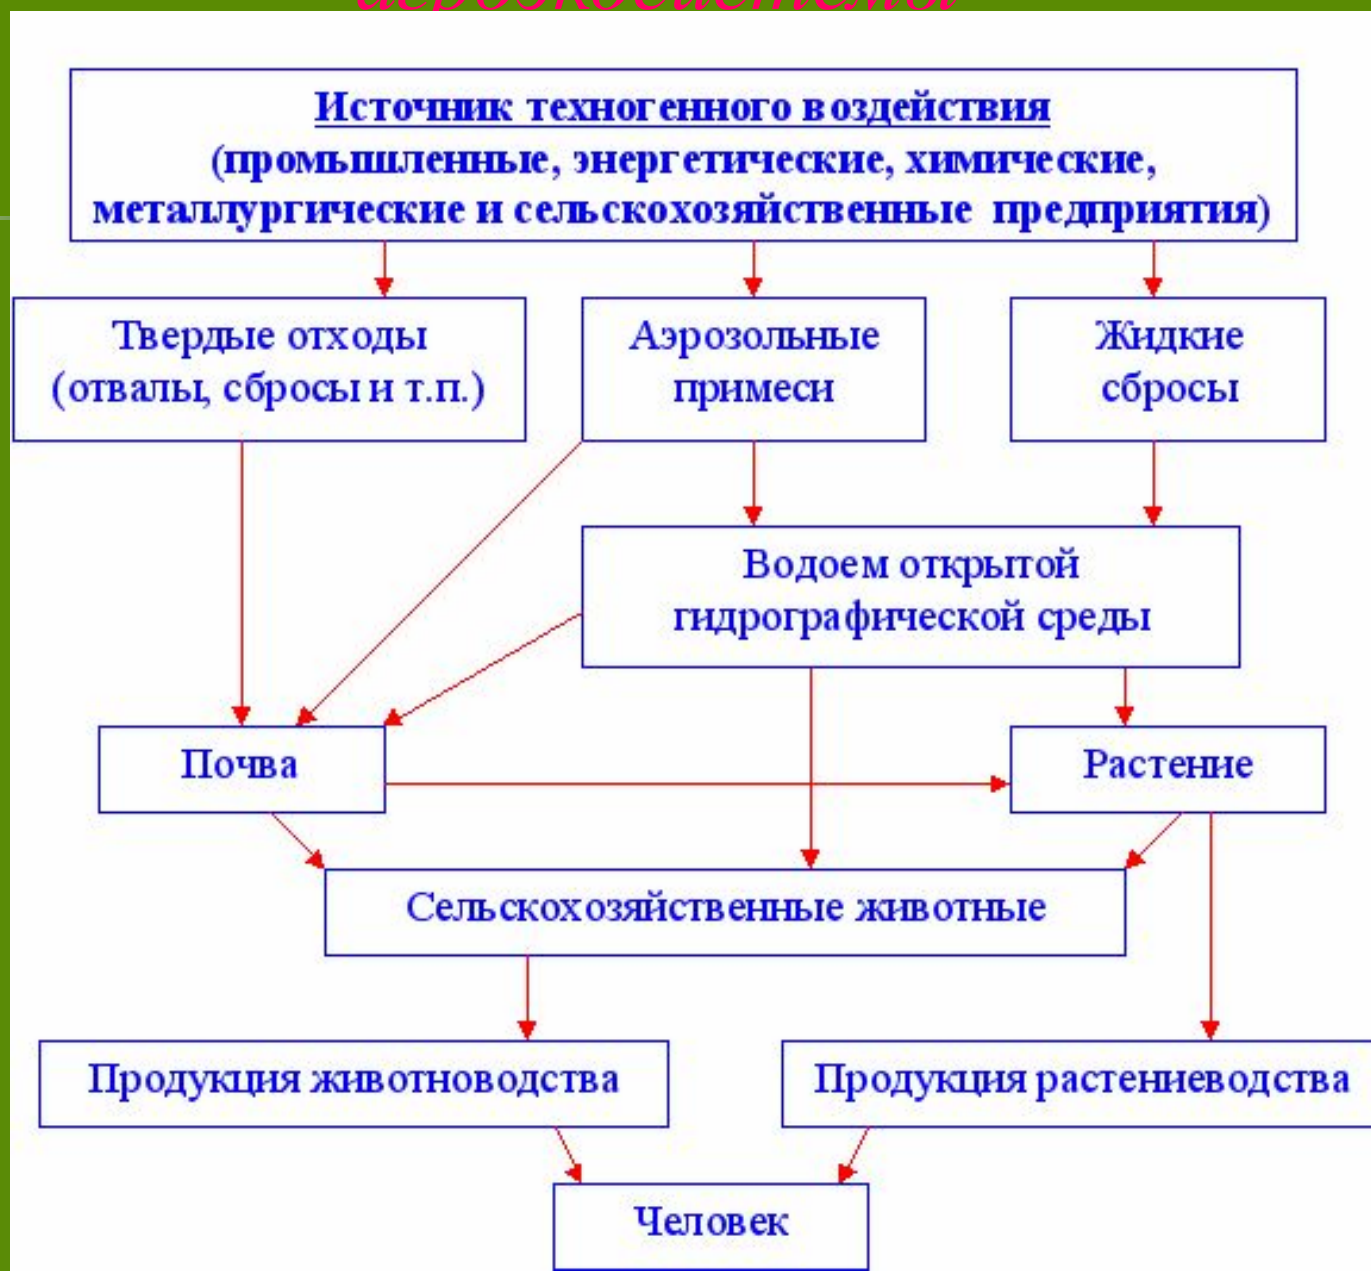 Источник техногенного воздействия
(промышленные, энергетические, химические,
металлургические и сельскохозяйственные предприятия)
Твердые отходы
(отвалы, сбросы и т.п.)
Аэрозольные
примеси
Жидкие
сбросы
Водоем открытой
гидрографической среды
Почва
Растение
Сельскохозяйственные животные
Продукция животноводства
Продукция растениеводства
Человек